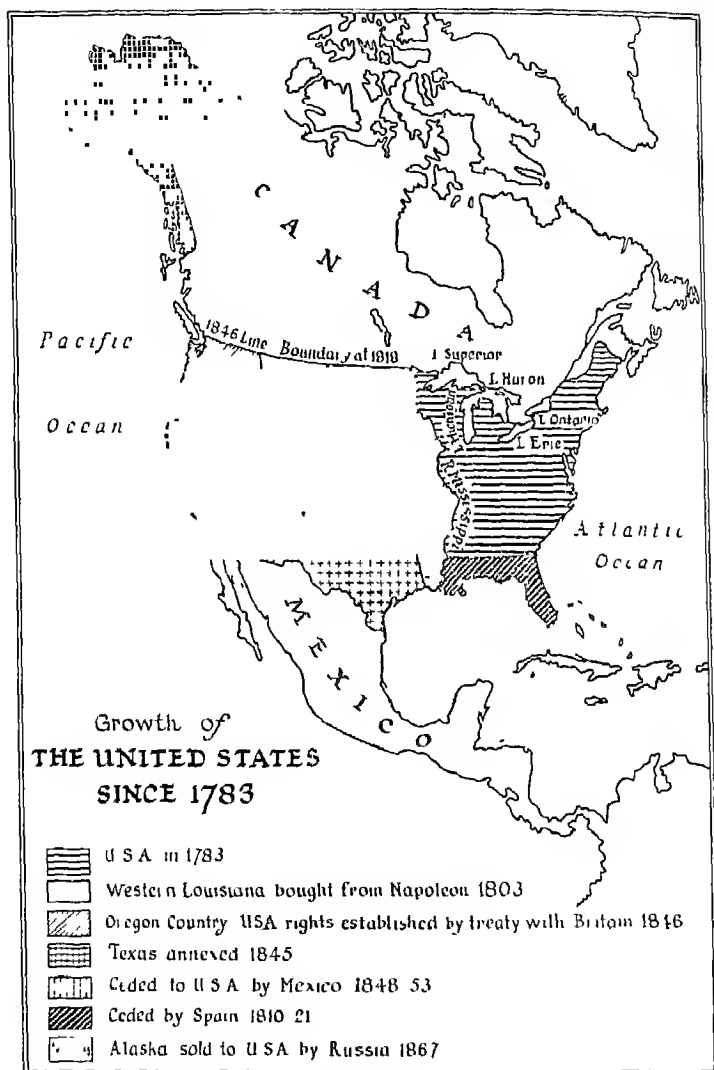 CANADA
Pacific
Ocean
1846 Line Boundary at 1818
L Superior
L Huron
L Ontario
L Erie
Mississippi R
Atlantic
Ocean
MEXICO
Growth of
THE UNITED STATES
SINCE 1783
U S A in 1783
Western Louisiana bought from Napoleon 1803
Oregon Country USA rights established by treaty with Britain 1846
Texas annexed 1845
Ceded to U S A by Mexico 1848 53
Ceded by Spain 1810 21
Alaska sold to USA by Russia 1867